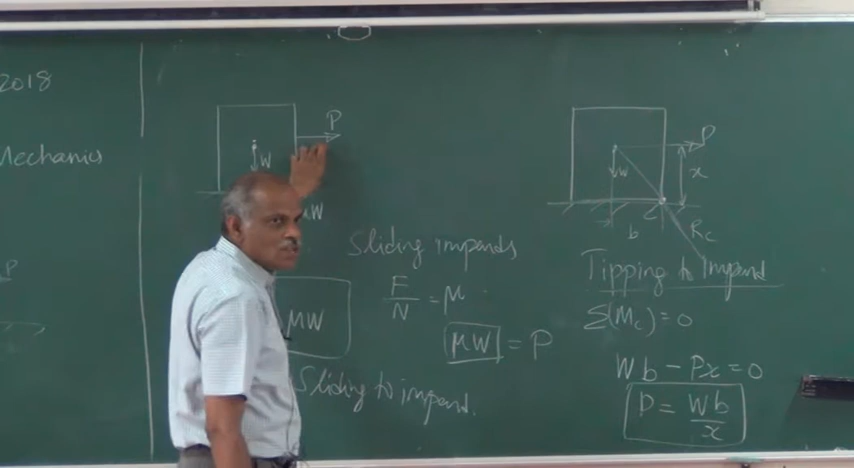 2018
Mechanics
P
P
W
μW
Sliding impends
F/N = μ
μW = P
μW
Sliding to impend.
P
W
x
b
C
Rc
Tipping to Impend
Σ(Mc) = 0
Wb - Px = 0
P = Wb/x